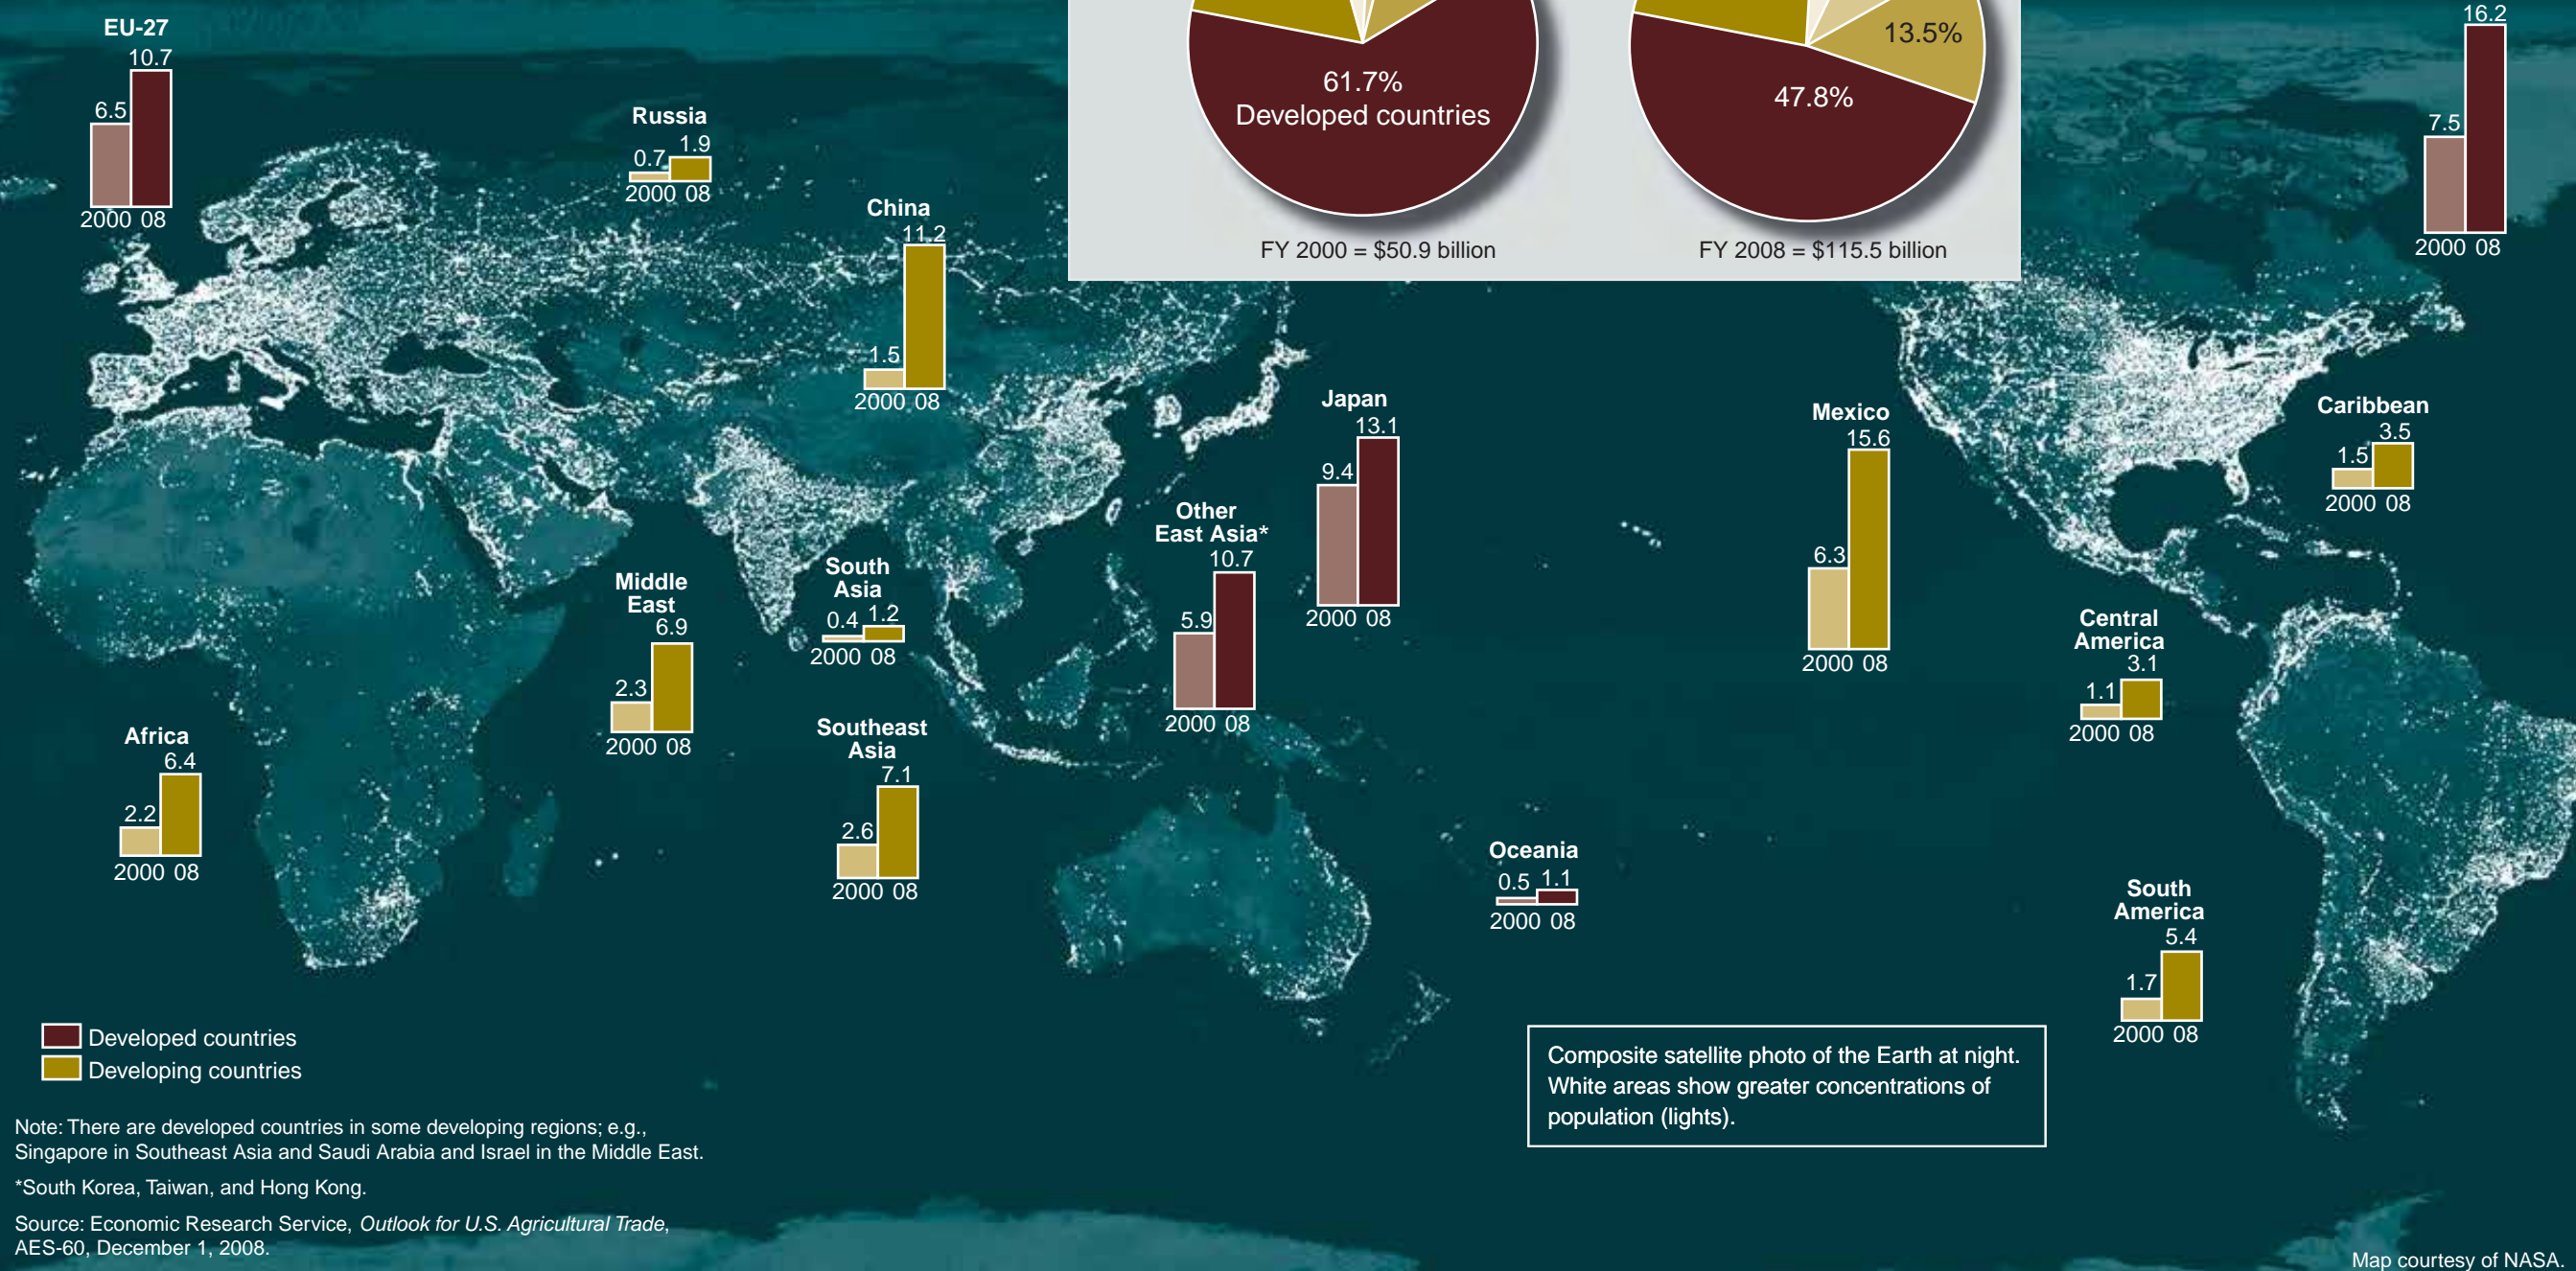 EU-27
10.7
6.5
2000 08
Russia
1.9
0.7
2000 08
China
11.2
1.5
2000 08
61.7%
Developed countries
FY 2000 = $50.9 billion
13.5%
47.8%
FY 2008 = $115.5 billion
16.2
7.5
2000 08
Japan
13.1
9.4
2000 08
Mexico
15.6
6.3
2000 08
Caribbean
3.5
1.5
2000 08
Other
East Asia*
10.7
5.9
2000 08
South
Asia
0.4 1.2
2000 08
Middle
East
6.9
2.3
2000 08
Central
America
3.1
1.1
2000 08
Africa
6.4
2.2
2000 08
Southeast
Asia
7.1
2.6
2000 08
Oceania
0.5 1.1
2000 08
South
America
5.4
1.7
2000 08
Developed countries
Developing countries
Composite satellite photo of the Earth at night.
White areas show greater concentrations of
population (lights).
Note: There are developed countries in some developing regions; e.g.,
Singapore in Southeast Asia and Saudi Arabia and Israel in the Middle East.
*South Korea, Taiwan, and Hong Kong.
Source: Economic Research Service, Outlook for U.S. Agricultural Trade,
AES-60, December 1, 2008.
Map courtesy of NASA.